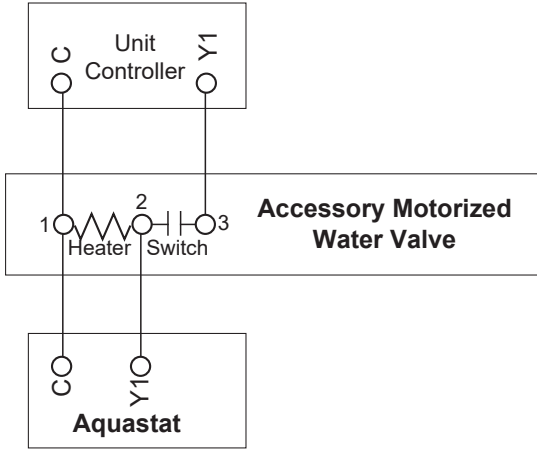 Unit
Controller
C
Y1
2
1
3
Heater
Switch
Accessory Motorized
Water Valve
C
Y1
Aquastat